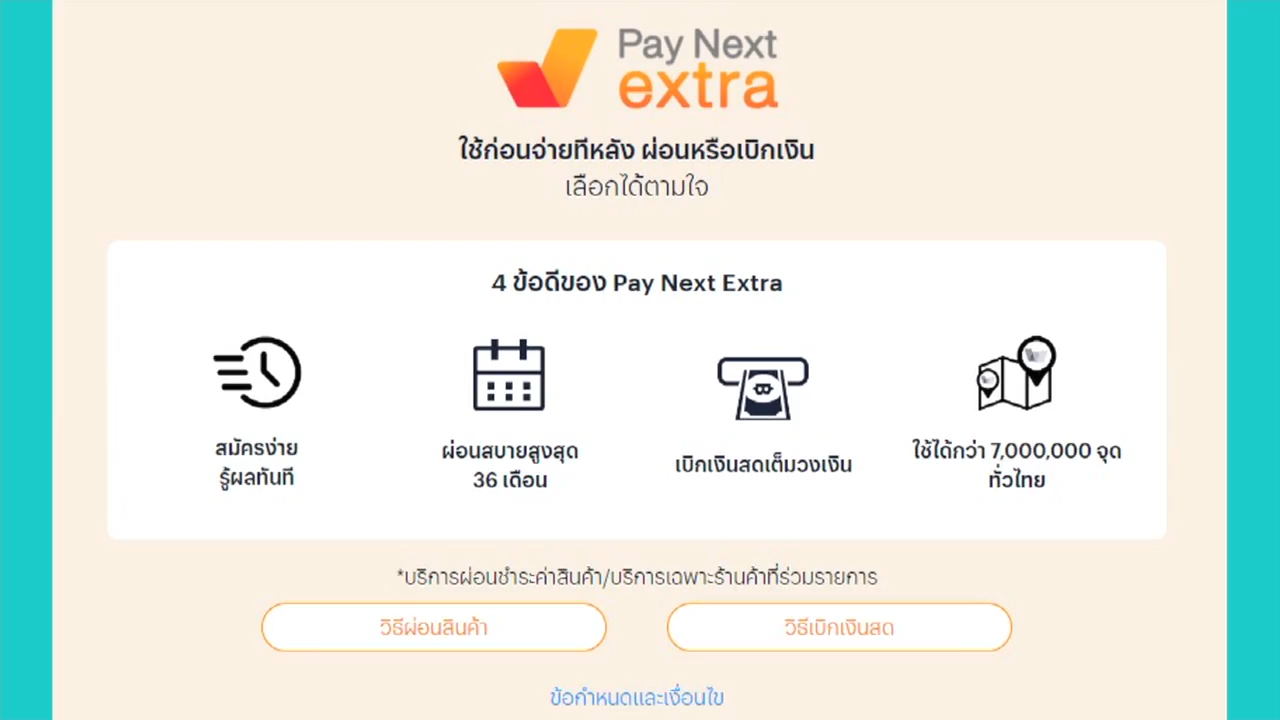 Pay Next
extra
ใช้ก่อนจ่ายทีหลัง ผ่อนหรือเบิกเงิน
เลือกได้ตามใจ
4 ข้อดีของ Pay Next Extra
สมัครง่าย
รู้ผลทันที
ผ่อนสบายสูงสุด
36 เดือน
เบิกเงินสดเต็มวงเงิน
ใช้ได้กว่า 7,000,000 จุด
ทั่วไทย
*บริการผ่อนชำระค่าสินค้า/บริการเฉพาะร้านค้าที่ร่วมรายการ
วิธีผ่อนสินค้า
วิธีเบิกเงินสด
ข้อกำหนดและเงื่อนไข